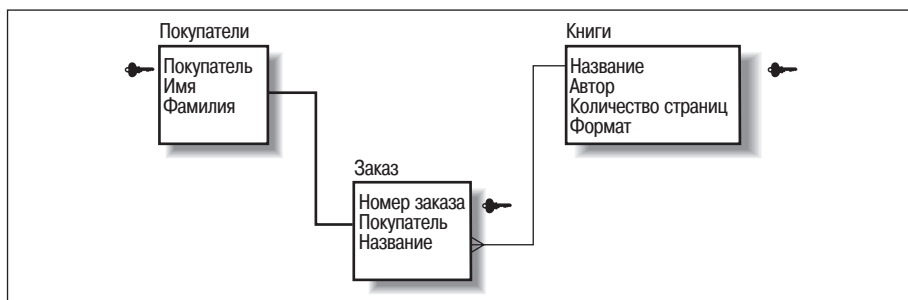 Покупатели
Покупатель
Имя
Фамилия
Книги
Название
Автор
Количество страниц
Формат
Заказ
Номер заказа
Покупатель
Название